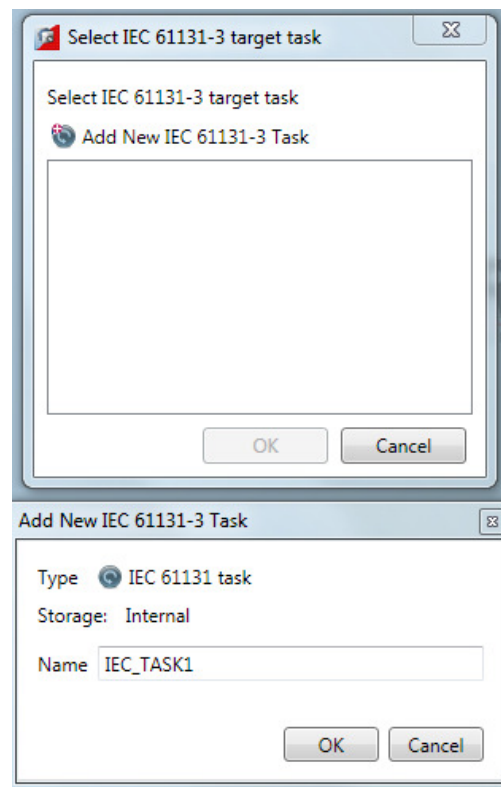 Select IEC 61131-3 target task
Select IEC 61131-3 target task
Add New IEC 61131-3 Task
OK Cancel
Add New IEC 61131-3 Task
Type IEC 61131 task
Storage: Internal
Name IEC_TASK1
OK Cancel